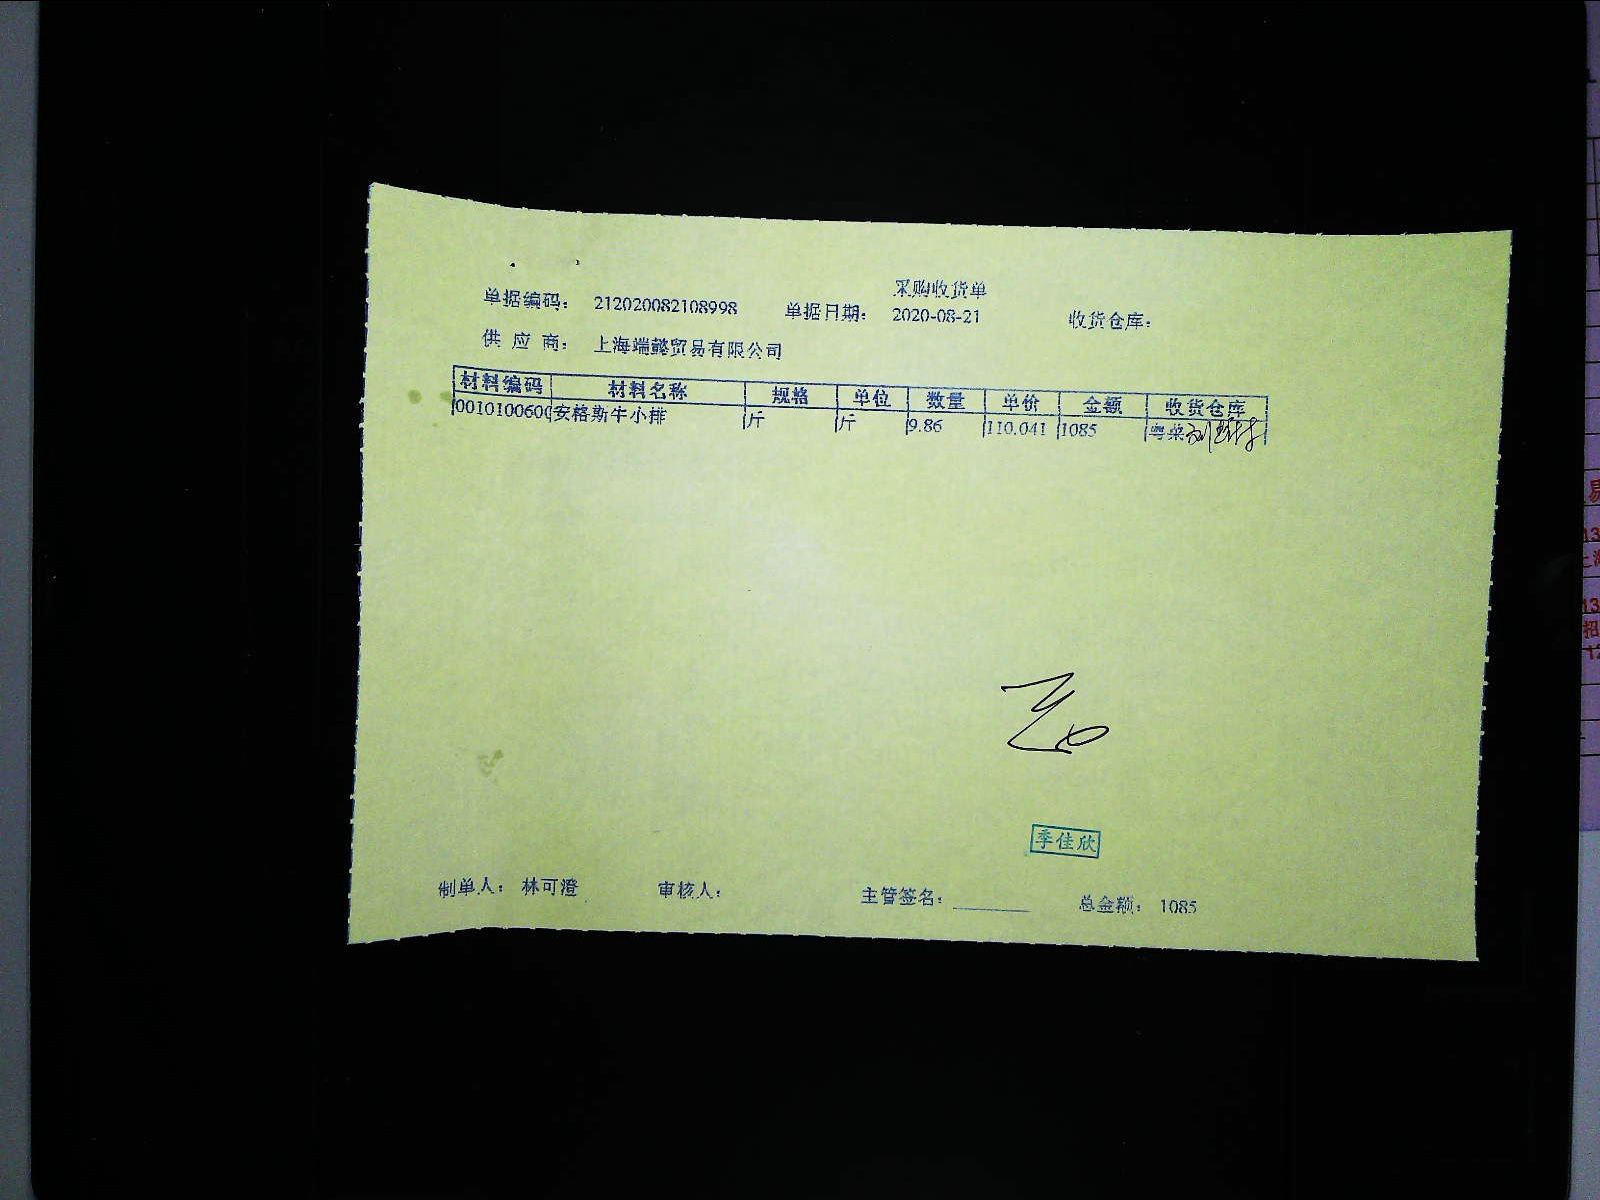 采购收货单
单据编码: 212020082108998 单据日期: 2020-08-21 收货仓库:
供应商: 上海端懿贸易有限公司
材料编码 材料名称 规格 单位 数量 单价 金额 收货仓库
0010100600 安格斯牛小排 斤 斤 9.86 110.041 1085 粤菜
季佳欣
制单人: 林可澄 审核人: 主管签名: 总金额: 1085